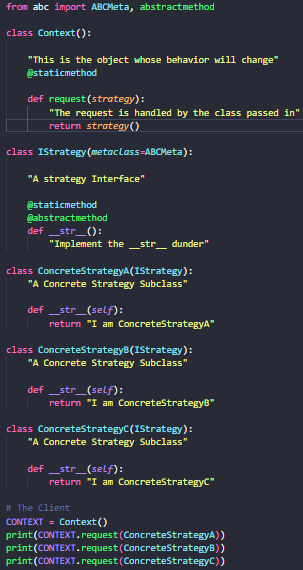 from abc import ABCMeta, abstractmethod
class Context():
"This is the object whose behavior will change"
@staticmethod
def request(strategy):
"The request is handled by the class passed in"
return strategy()
class IStrategy(metaclass=ABCMeta):
"A strategy Interface"
@staticmethod
@abstractmethod
def __str__():
"Implement the __str__ dunder"
class ConcreteStrategyA(IStrategy):
"A Concrete Strategy Subclass"
def __str__(self):
return "I am ConcreteStrategyA"
class ConcreteStrategyB(IStrategy):
"A Concrete Strategy Subclass"
def __str__(self):
return "I am ConcreteStrategyB"
class ConcreteStrategyC(IStrategy):
"A Concrete Strategy Subclass"
def __str__(self):
return "I am ConcreteStrategyC"
# The Client
CONTEXT = Context()
print(CONTEXT.request(ConcreteStrategyA))
print(CONTEXT.request(ConcreteStrategyB))
print(CONTEXT.request(ConcreteStrategyC))